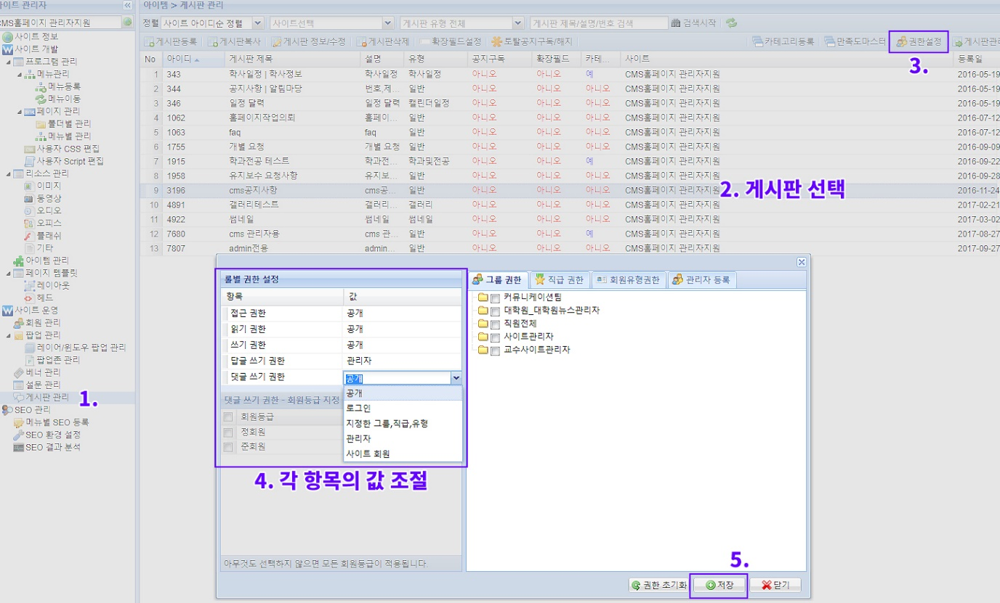 사이트 관리자
CMS홈페이지 관리자지원
사이트 정보
사이트 개발
프로그램 관리
메뉴관리
메뉴등록
메뉴이동
페이지 관리
폴더별 관리
메뉴별 관리
사용자 CSS 편집
사용자 Script 편집
리소스 관리
이미지
동영상
오디오
오피스
플래쉬
기타
아이템 관리
페이지 템플릿
레이아웃
헤드
사이트 운영
회원 관리
팝업 관리
레이어/윈도우 팝업 관리
팝업존 관리
배너 관리
설문 관리
게시판 관리
1.
SEO 관리
메뉴별 SEO 등록
SEO 환경 설정
SEO 결과 분석
아이템 > 게시판 관리
정렬 사이트 아이디순 정렬 사이트선택 게시판 유형 전체 게시판 제목/설명/번호 검색 검색시작
게시판등록 게시판복사 게시판 정보/수정 게시판삭제 확장필드설정 토탈공지구독/해지 카테고리등록 만족도마스터 권한설정 게시판관리
3.
No 아이디 게시판 제목 설명 유형 공지구독 확장필드 카테... 사이트 등록일
1 343 학사일정 | 학사정보 학사일정 학사일정 아니오 아니오 예 CMS홈페이지 관리자지원 2016-05-19
2 344 공지사항 | 알림마당 번호,제... 일반 아니오 아니오 아니오 CMS홈페이지 관리자지원 2016-05-19
3 346 일정 달력 일정 달력 캘린더일정 아니오 아니오 아니오 CMS홈페이지 관리자지원 2016-05-19
4 1062 홈페이지작업의뢰 홈페이... 일반 아니오 아니오 아니오 CMS홈페이지 관리자지원 2016-07-12
5 1063 faq faq 일반 아니오 아니오 아니오 CMS홈페이지 관리자지원 2016-07-12
6 1755 개별 요청 개별 요청 일반 아니오 아니오 아니오 CMS홈페이지 관리자지원 2016-09-09
7 1915 학과전공 테스트 학과전... 학과및전공 아니오 아니오 예 CMS홈페이지 관리자지원 2016-09-22
8 1958 유지보수 요청사항 유지보... 일반 아니오 아니오 아니오 CMS홈페이지 관리자지원 2016-09-28
9 3196 cms공지사항 cms공... 일반 아니오 아니오 아니오 CMS홈페이지 관리자지원 2016-11-24
2. 게시판 선택
10 4891 갤러리테스트 갤러리... 갤러리 아니오 아니오 아니오 CMS홈페이지 관리자지원 2017-02-21
11 4922 썸네일 썸네일 썸네일 아니오 아니오 아니오 CMS홈페이지 관리자지원 2017-03-02
12 7680 cms 관리자용 cms 관... 일반 아니오 아니오 예 CMS홈페이지 관리자지원 2017-08-27
13 7807 admin전용 admin... 일반 아니오 아니오 아니오 CMS홈페이지 관리자지원 2017-09-27
롤별 권한 설정
항목 값
접근 권한 공개
읽기 권한 공개
쓰기 권한 공개
답글 쓰기 권한 관리자
댓글 쓰기 권한 공개
공개
로그인
지정한 그룹,직급,유형
관리자
사이트 회원
댓글 쓰기 권한 - 회원등급 지정
회원등급
정회원
준회원
4. 각 항목의 값 조절
아무것도 선택하지 않으면 모든 회원등급이 적용됩니다.
그룹 권한 직급 권한 회원유형권한 관리자 등록
커뮤니케이션팀
대학원_대학원뉴스관리자
직원전체
사이트관리자
교수사이트관리자
5.
권한 초기화 저장 닫기